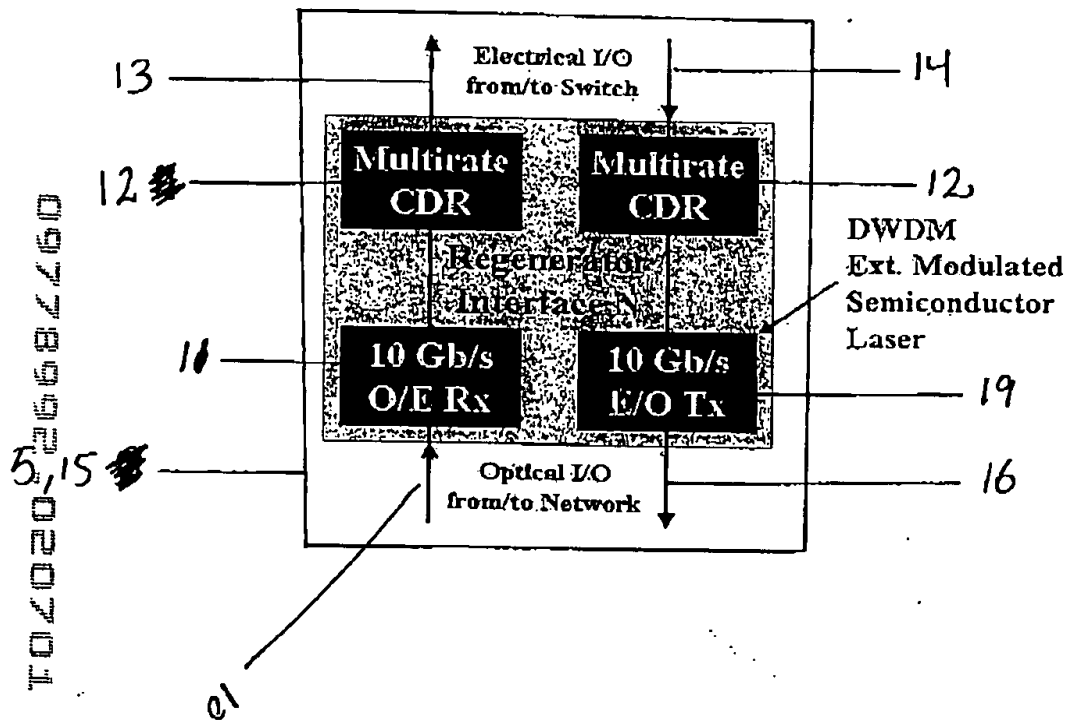 Electrical I/O
from/to Switch
13
14
Multirate
CDR
Multirate
CDR
12
12
DWDM
Ext. Modulated
Semiconductor
Laser
Regenerator
Interface N
10 Gb/s
O/E Rx
10 Gb/s
E/O Tx
11
19
5,15
Optical I/O
from/to Network
16